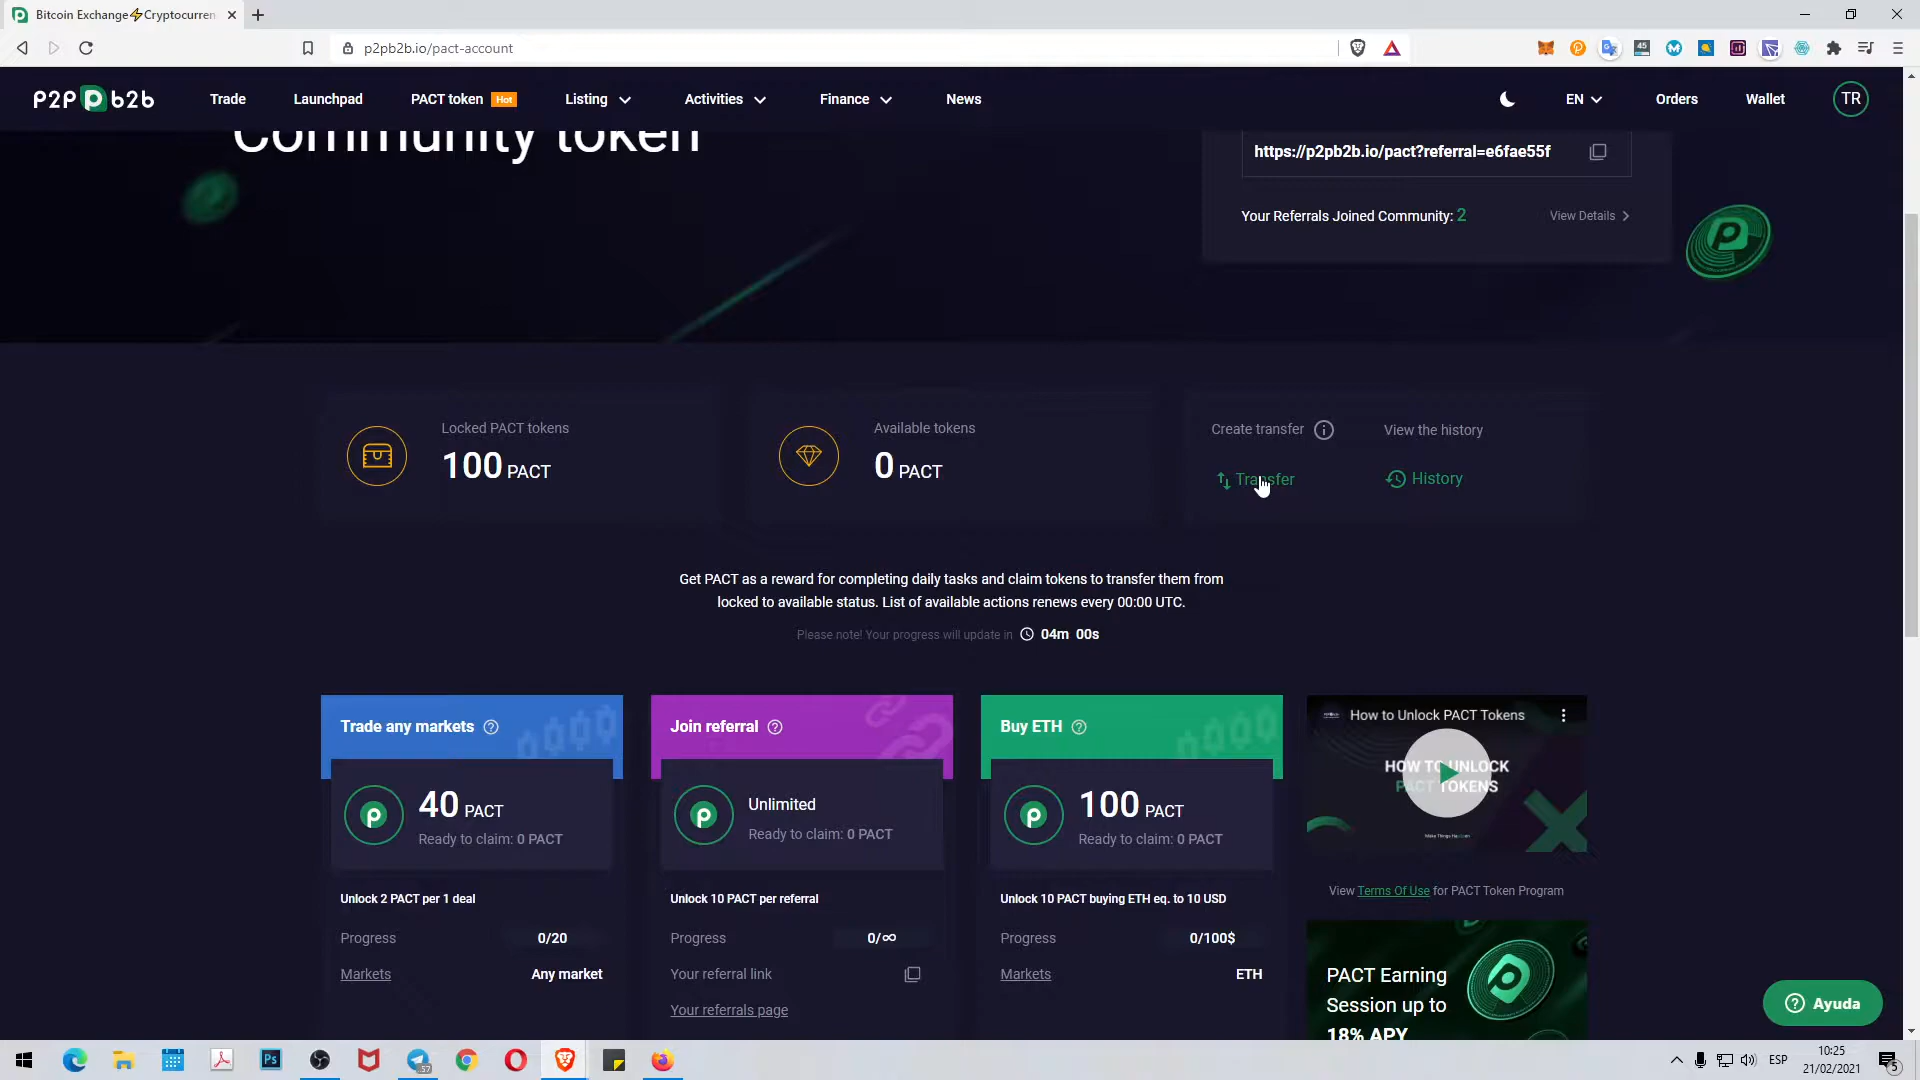 Bitcoin Exchange⚡Cryptocurren
p2pb2b.io/pact-account
45
P2P p b2b
Trade
Launchpad
PACT token Hot
Listing
Activities
Finance
News
EN
Orders
Wallet
TR
Community token
https://p2pb2b.io/pact?referral=e6fae55f
Your Referrals Joined Community: 2
View Details
Locked PACT tokens
100 PACT
Available tokens
0 PACT
Create transfer
View the history
Transfer
History
Get PACT as a reward for completing daily tasks and claim tokens to transfer them from
locked to available status. List of available actions renews every 00:00 UTC.
Please note! Your progress will update in 04m 00s
Trade any markets
40 PACT
Ready to claim: 0 PACT
Unlock 2 PACT per 1 deal
Progress 0/20
Markets Any market
Join referral
Unlimited
Ready to claim: 0 PACT
Unlock 10 PACT per referral
Progress 0/∞
Your referral link
Your referrals page
Buy ETH
100 PACT
Ready to claim: 0 PACT
Unlock 10 PACT buying ETH eq. to 10 USD
Progress 0/100$
Markets ETH
How to Unlock PACT Tokens
HOW TO UNLOCK
PACT TOKENS
View Terms Of Use for PACT Token Program
PACT Earning
Session up to
18% APY
Ayuda
Ps
57
ESP
10:25
21/02/2021
5